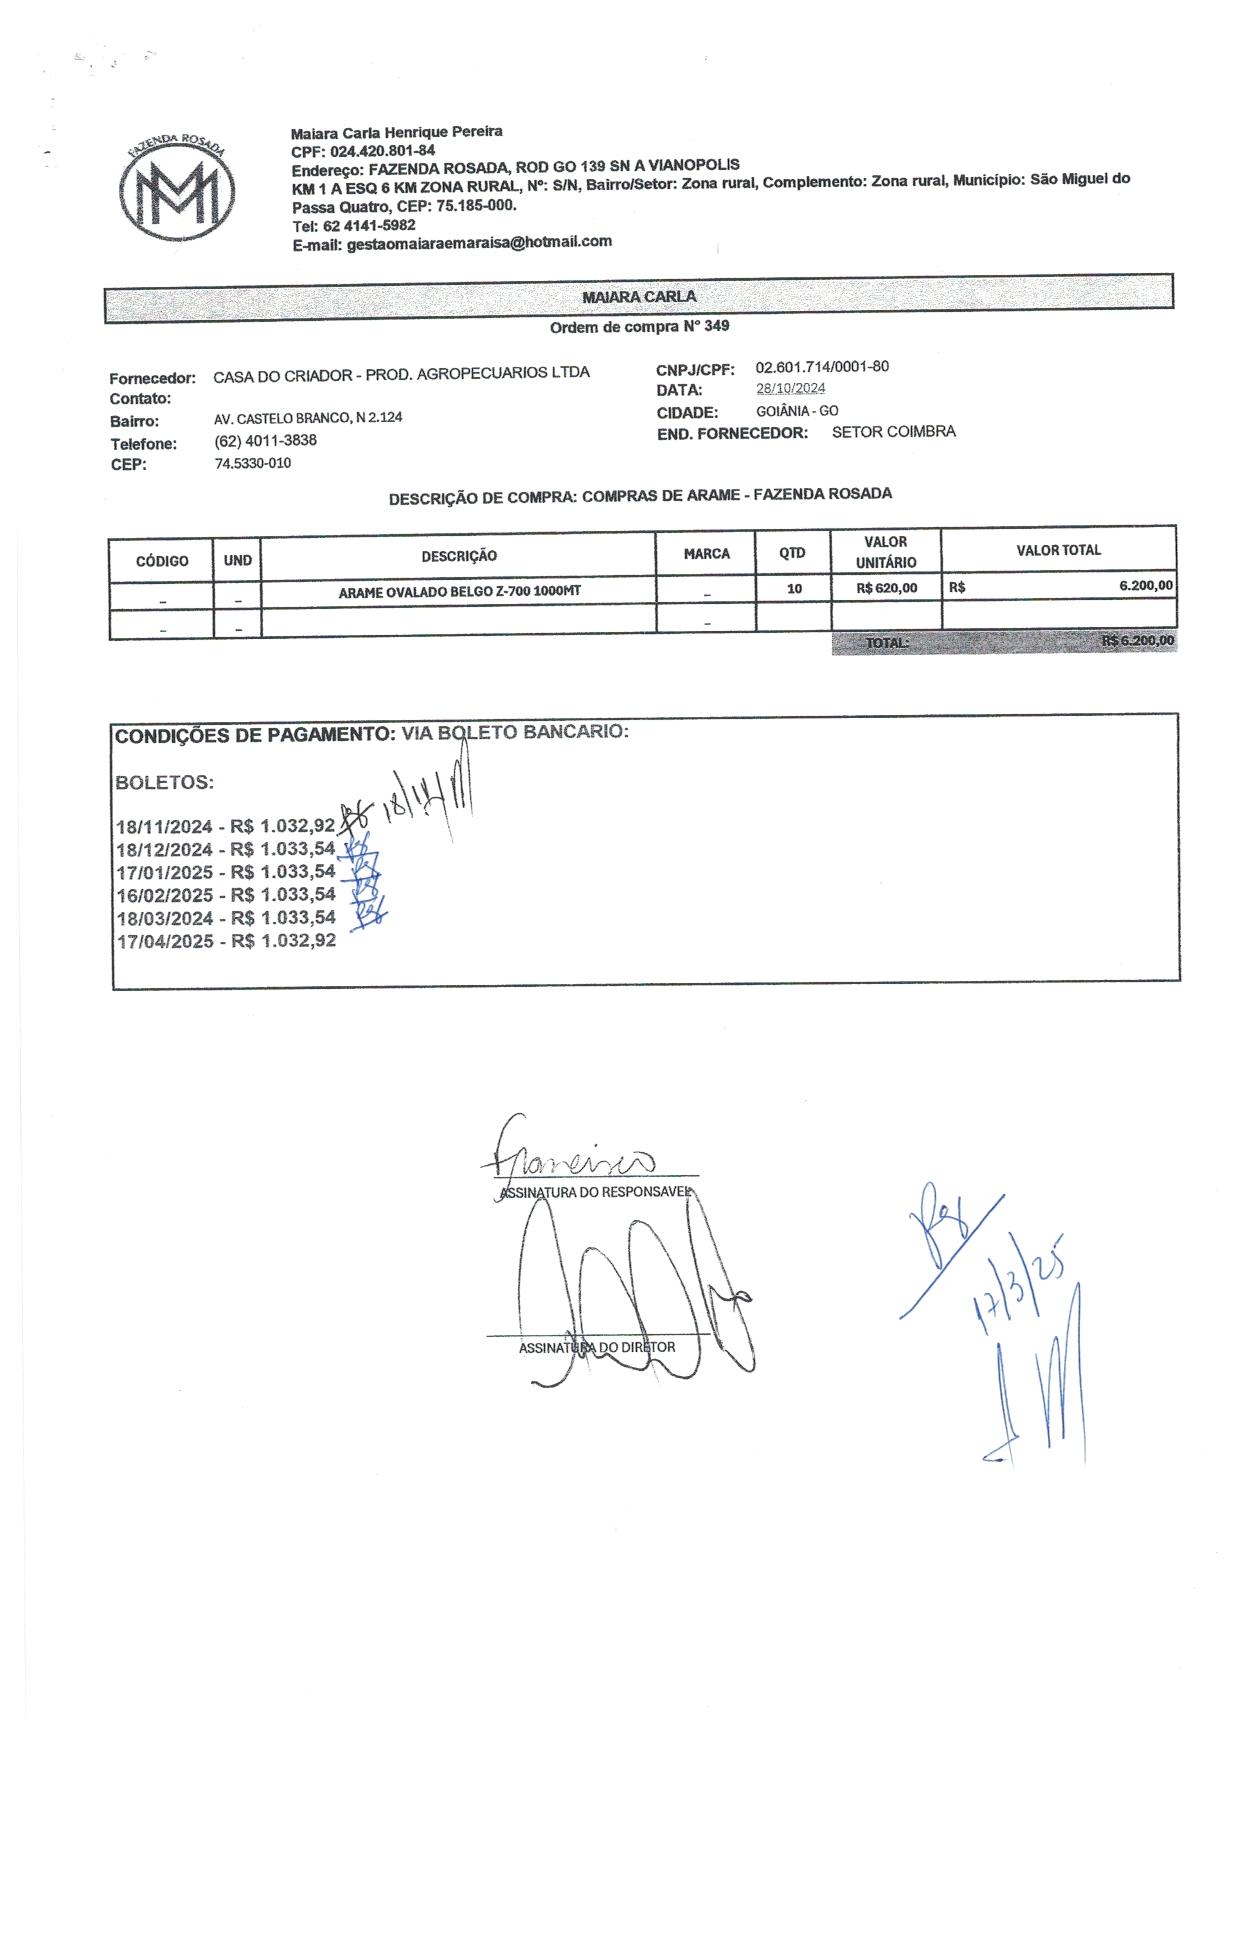 FAZENDA ROSADA
Maiara Carla Henrique Pereira
CPF: 024.420.801-84
Endereço: FAZENDA ROSADA, ROD GO 139 SN A VIANOPOLIS
KM 1 A ESQ 6 KM ZONA RURAL, Nº: S/N, Bairro/Setor: Zona rural, Complemento: Zona rural, Município: São Miguel do
Passa Quatro, CEP: 75.185-000.
Tel: 62 4141-5982
E-mail: gestaomaiaraemaraisa@hotmail.com
MAIARA CARLA
Ordem de compra N° 349
Fornecedor: CASA DO CRIADOR - PROD. AGROPECUARIOS LTDA
CNPJ/CPF: 02.601.714/0001-80
Contato:
DATA: 28/10/2024
Bairro: AV. CASTELO BRANCO, N 2.124
CIDADE: GOIÂNIA - GO
Telefone: (62) 4011-3838
END. FORNECEDOR: SETOR COIMBRA
CEP: 74.5330-010
DESCRIÇÃO DE COMPRA: COMPRAS DE ARAME - FAZENDA ROSADA
CÓDIGO UND DESCRIÇÃO MARCA QTD VALOR UNITÁRIO VALOR TOTAL
_ _ ARAME OVALADO BELGO Z-700 1000MT _ 10 R$ 620,00 R$ 6.200,00
_ _ _
TOTAL: R$ 6.200,00
CONDIÇÕES DE PAGAMENTO: VIA BOLETO BANCARIO:
BOLETOS:
18/11/2024 - R$ 1.032,92 Pg 18/11/
18/12/2024 - R$ 1.033,54 Pg
17/01/2025 - R$ 1.033,54 Pg
16/02/2025 - R$ 1.033,54 Pg
18/03/2024 - R$ 1.033,54 Pg
17/04/2025 - R$ 1.032,92
Francisco
ASSINATURA DO RESPONSAVEL
ASSINATURA DO DIRETOR
Pg
17/3/25